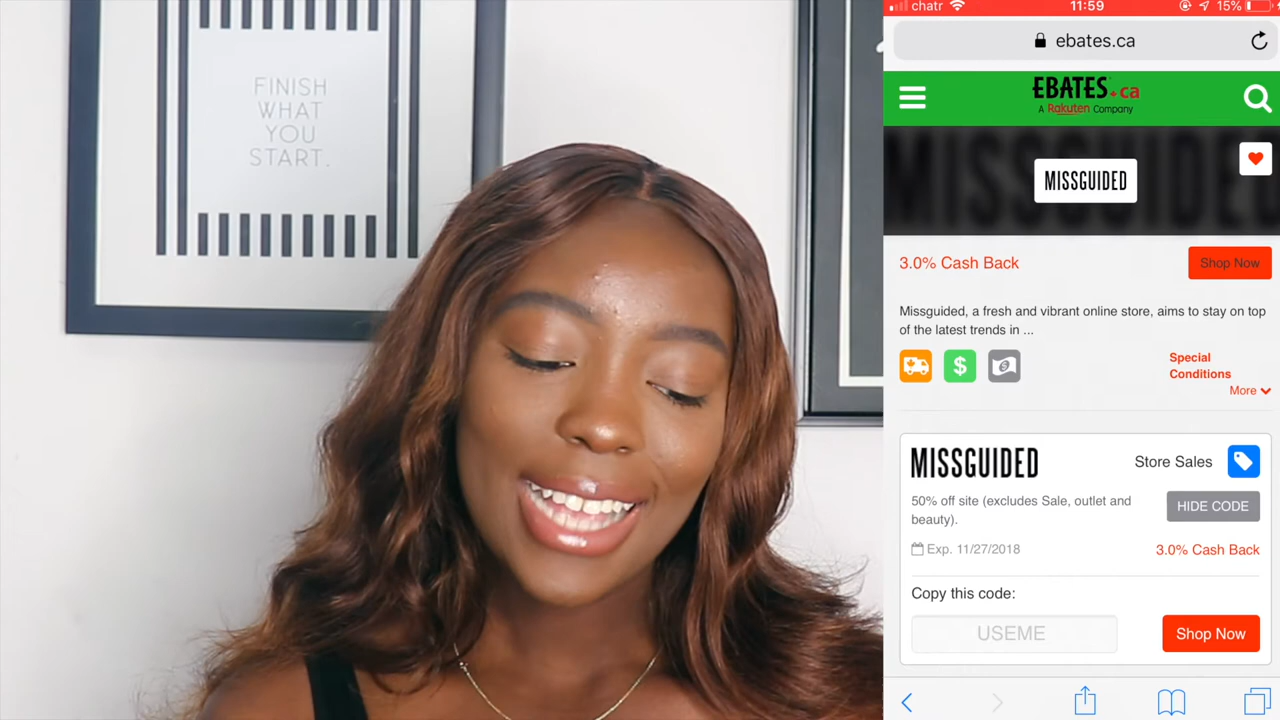 FINISH
WHAT
YOU
START.
chatr 11:59 15%
ebates.ca
EBATES.ca
A Rakuten Company
MISSGUIDED
MISSGUIDED
3.0% Cash Back Shop Now
Missguided, a fresh and vibrant online store, aims to stay on top
of the latest trends in ...
Special
Conditions
More
MISSGUIDED Store Sales
50% off site (excludes Sale, outlet and
beauty).
HIDE CODE
Exp. 11/27/2018 3.0% Cash Back
Copy this code:
USEME Shop Now